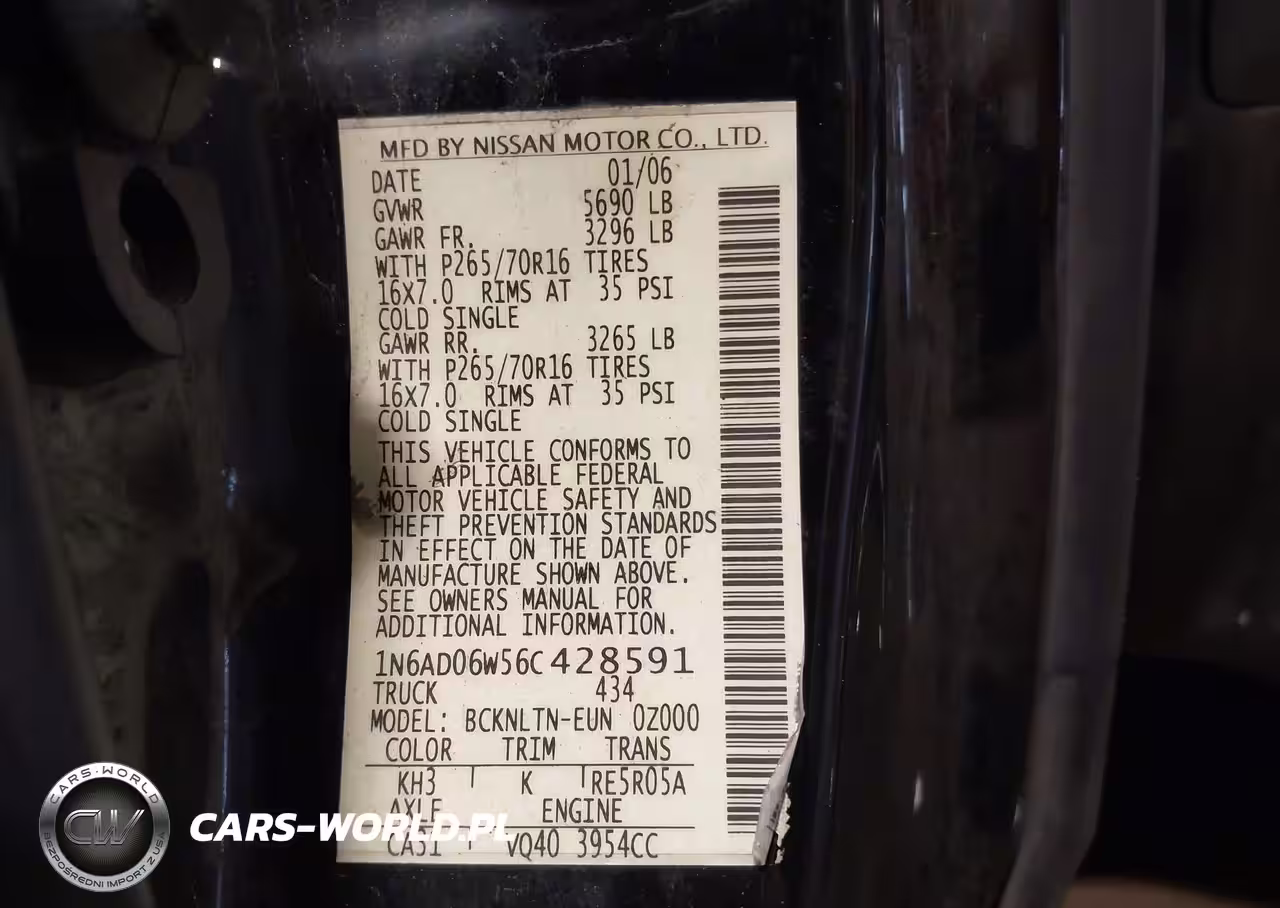 MFD BY NISSAN MOTOR CO., LTD.
DATE 01/06
GVWR 5690 LB
GAWR FR. 3296 LB
WITH P265/70R16 TIRES
16X7.0 RIMS AT 35 PSI
COLD SINGLE
GAWR RR. 3265 LB
WITH P265/70R16 TIRES
16X7.0 RIMS AT 35 PSI
COLD SINGLE
THIS VEHICLE CONFORMS TO
ALL APPLICABLE FEDERAL
MOTOR VEHICLE SAFETY AND
THEFT PREVENTION STANDARDS
IN EFFECT ON THE DATE OF
MANUFACTURE SHOWN ABOVE.
SEE OWNERS MANUAL FOR
ADDITIONAL INFORMATION.
1N6AD06W56C428591
TRUCK 434
MODEL: BCKNLTN-EUN 0Z000
COLOR TRIM TRANS
KH3 K RE5R05A
AXLE ENGINE
CA31 VQ40 3954CC
CARS-WORLD
CW
BEZPOŚREDNI IMPORT Z USA
CARS-WORLD.PL